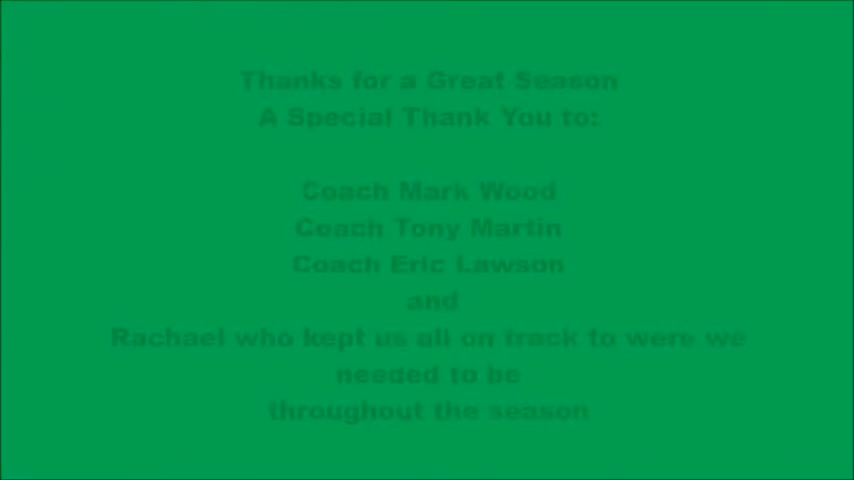 Thanks for a Great Season
A Special Thank You to:
Coach Mark Wood
Coach Tony Martin
Coach Eric Lawson
and
Rachael who kept us all on track to were we
needed to be
throughout the season